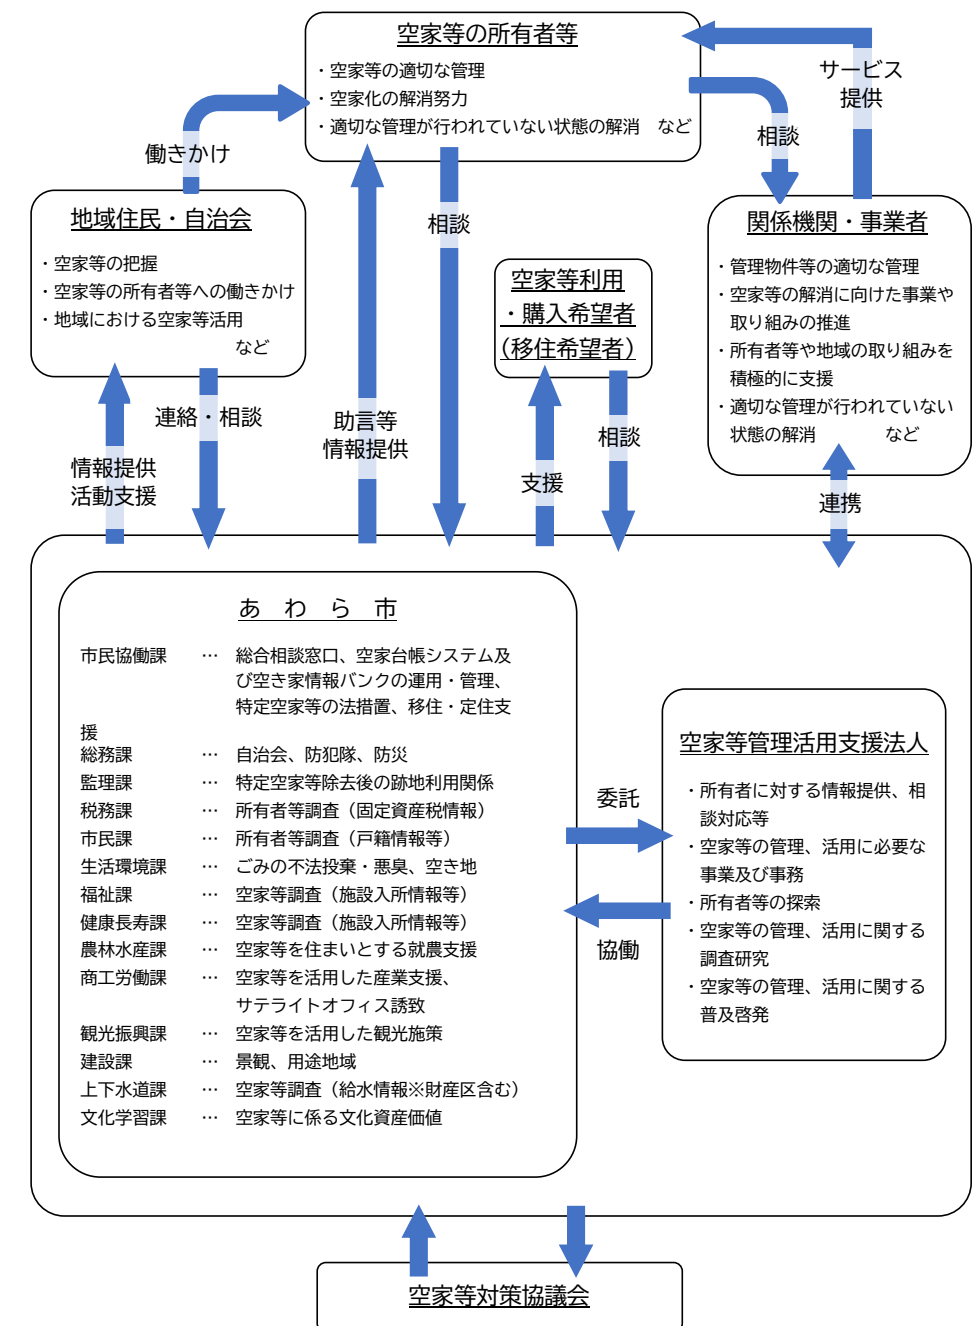 空家等の所有者等
・空家等の適切な管理
・空家化の解消努力
・適切な管理が行われていない状態の解消　など
サービス
提供
相談
働きかけ
地域住民・自治会
・空家等の把握
・空家等の所有者等への働きかけ
・地域における空家等活用
など
相談
空家等利用
・購入希望者
（移住希望者）
関係機関・事業者
・管理物件等の適切な管理
・空家等の解消に向けた事業や
取り組みの推進
・所有者等や地域の取り組みを
積極的に支援
・適切な管理が行われていない
状態の解消　　　　など
連絡・相談
情報提供
活動支援
助言等
情報提供
支援
相談
連携
あ　わ　ら　市
市民協働課　…　総合相談窓口、空家台帳システム及
び空き家情報バンクの運用・管理、
特定空家等の法措置、移住・定住支
援
総務課　…　自治会、防犯隊、防災
監理課　…　特定空家等除去後の跡地利用関係
税務課　…　所有者等調査（固定資産税情報）
市民課　…　所有者等調査（戸籍情報等）
生活環境課　…　ごみの不法投棄・悪臭、空き地
福祉課　…　空家等調査（施設入所情報等）
健康長寿課　…　空家等調査（施設入所情報等）
農林水産課　…　空家等を住まいとする就農支援
商工労働課　…　空家等を活用した産業支援、
サテライトオフィス誘致
観光振興課　…　空家等を活用した観光施策
建設課　…　景観、用途地域
上下水道課　…　空家等調査（給水情報※財産区含む）
文化学習課　…　空家等に係る文化資産価値
委託
協働
空家等管理活用支援法人
・所有者に対する情報提供、相
談対応等
・空家等の管理、活用に必要な
事業及び事務
・所有者等の探索
・空家等の管理、活用に関する
調査研究
・空家等の管理、活用に関する
普及啓発
空家等対策協議会